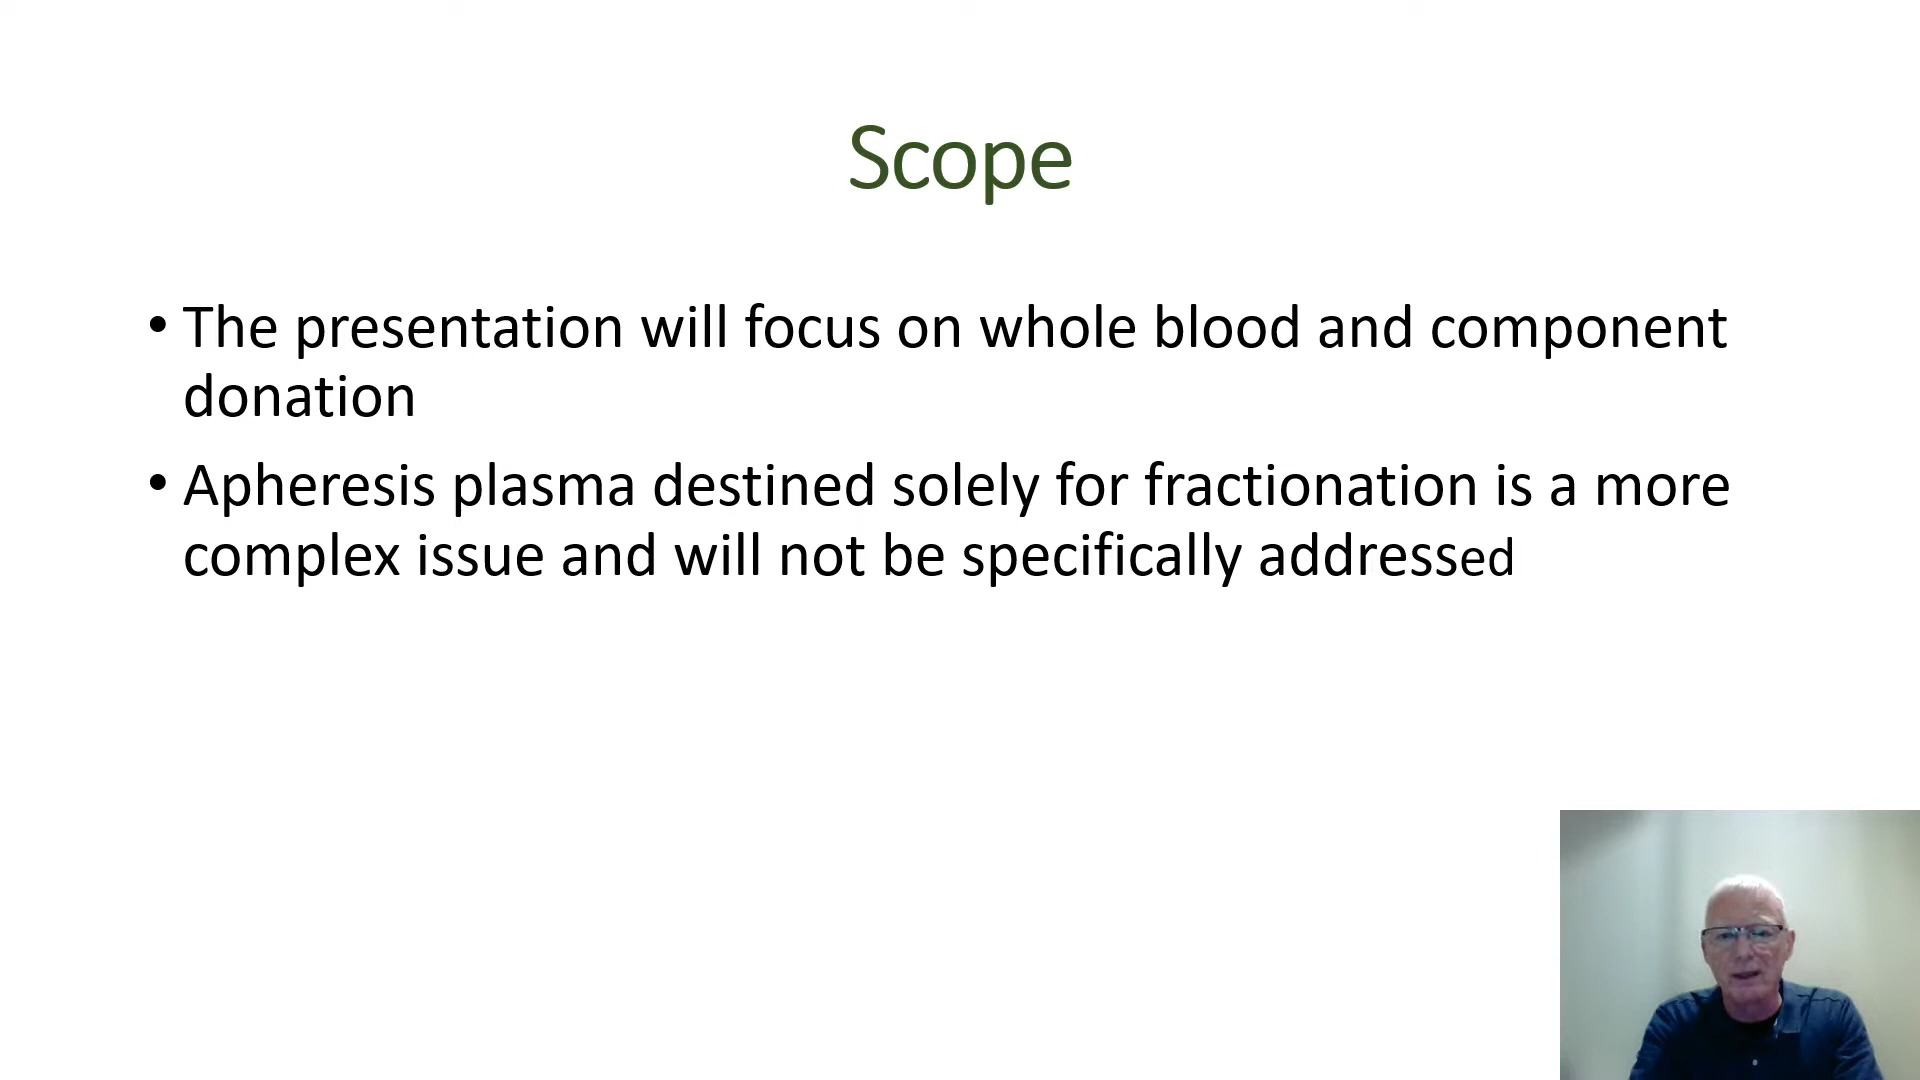 Scope
• The presentation will focus on whole blood and component
donation
• Apheresis plasma destined solely for fractionation is a more
complex issue and will not be specifically addressed